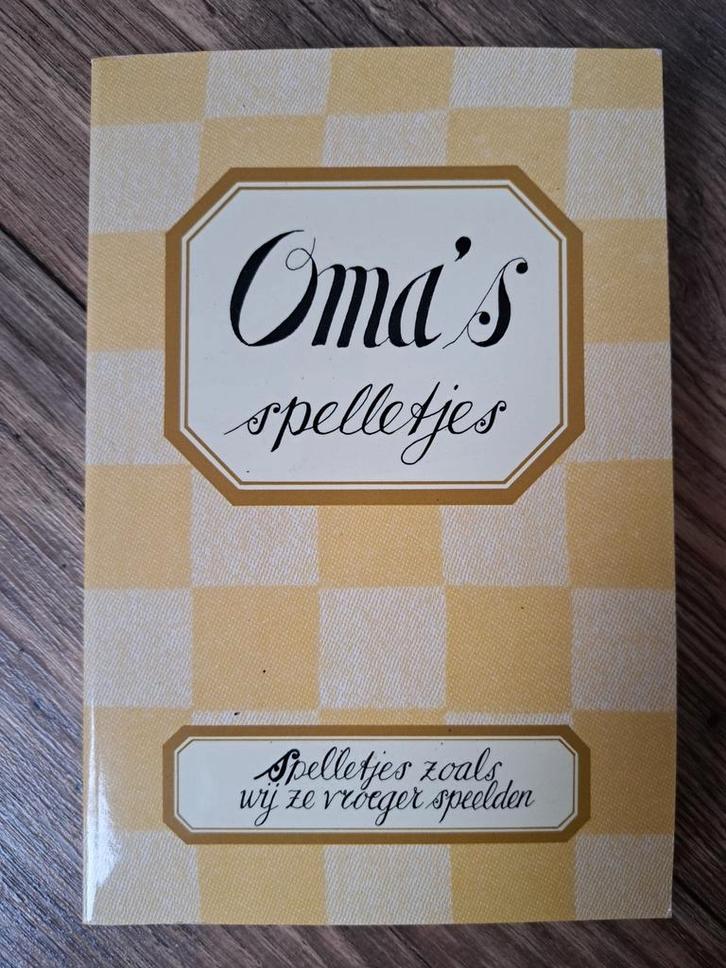 Oma's
spelletjes
Spelletjes zoals
wij ze vroeger speelden